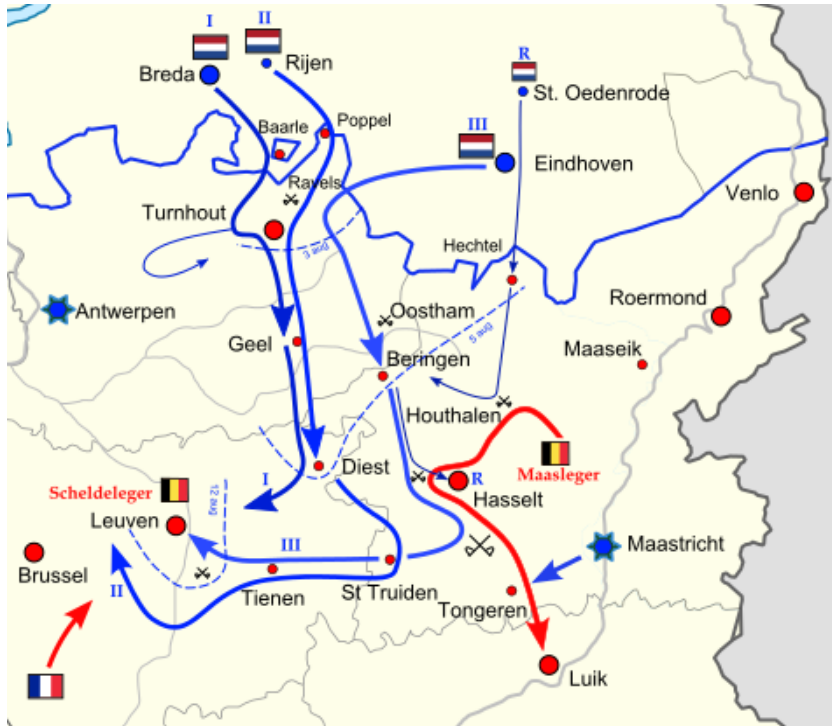 I
II
R
Breda
Rijen
St. Oedenrode
Baarle
Poppel
III
Eindhoven
Ravels
Venlo
Turnhout
pos 3
Hechtel
Antwerpen
Oostham
Roermond
Geel
5 aug
Beringen
Maaseik
Houthalen
Diest
I
R
Maasleger
Scheldeleger
12 aug
Hasselt
Leuven
III
Maastricht
Brussel
II
Tienen
St Truiden
Tongeren
Luik